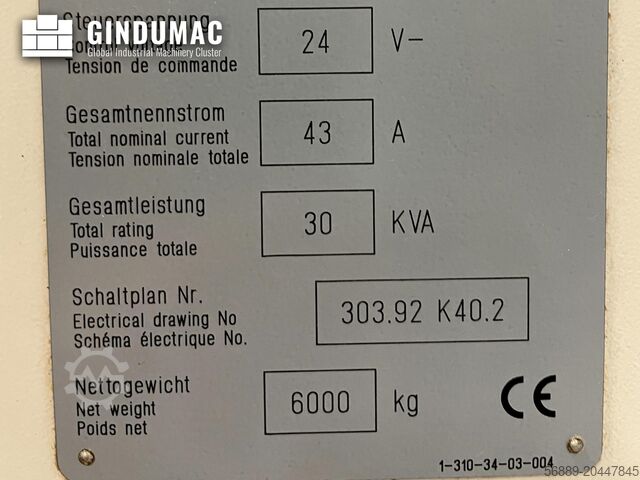 GINDUMAC
Global Industrial Machinery Cluster
Steuerspannung
24 V-
Tension de commande
Gesamtnennstrom
Total nominal current
43 A
Tension nominale totale
Gesamtleistung
Total rating
30 KVA
Puissance totale
Schaltplan Nr.
Electrical drawing No
303.92 K40.2
Schéma électrique No.
Nettogewicht
Net weight
6000 kg
Poids net
CE
1-310-34-03-004
56889-20447845